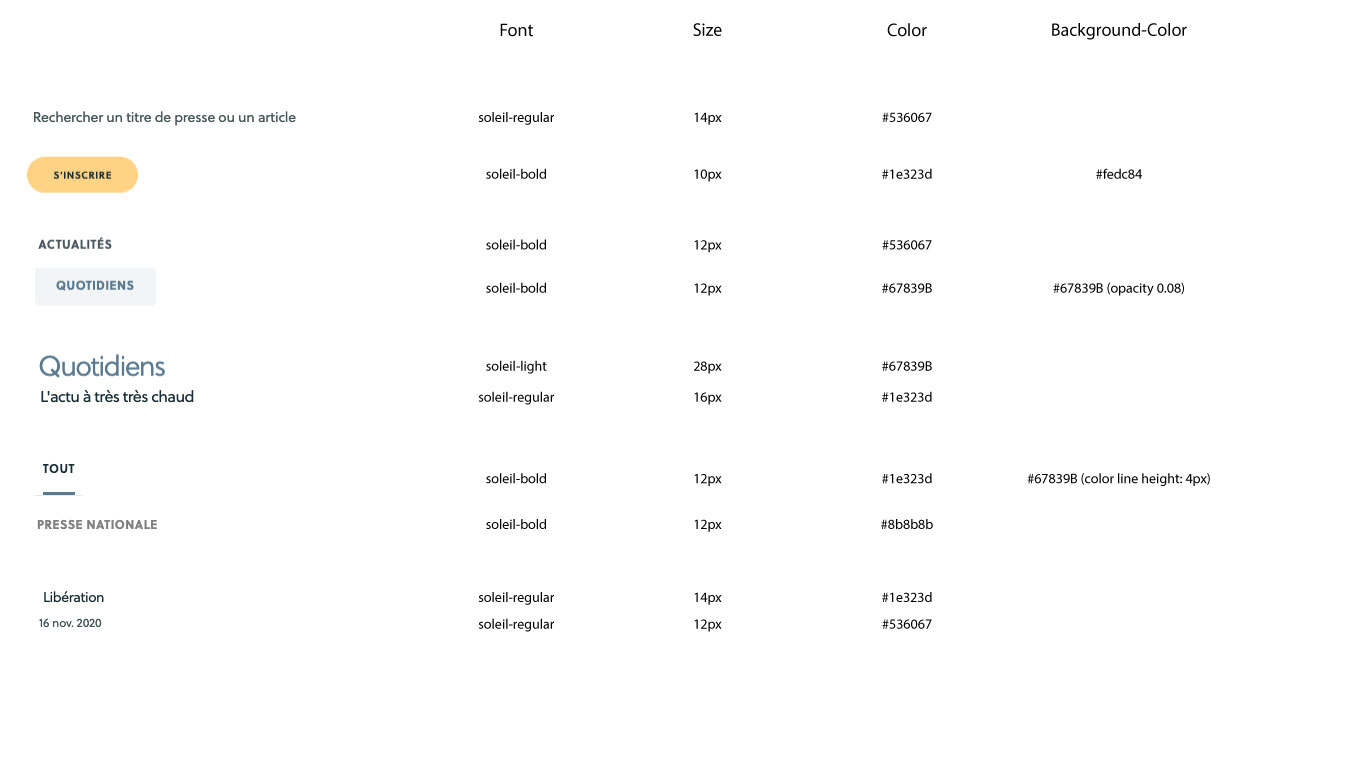 Font Size Color Background-Color
Rechercher un titre de presse ou un article soleil-regular 14px #536067
S'INSCRIRE soleil-bold 10px #1e323d #fedc84
ACTUALITÉS soleil-bold 12px #536067
QUOTIDIENS soleil-bold 12px #67839B #67839B (opacity 0.08)
Quotidiens soleil-light 28px #67839B
L'actu à très très chaud soleil-regular 16px #1e323d
TOUT soleil-bold 12px #1e323d #67839B (color line height: 4px)
PRESSE NATIONALE soleil-bold 12px #8b8b8b
Libération soleil-regular 14px #1e323d
16 nov. 2020 soleil-regular 12px #536067